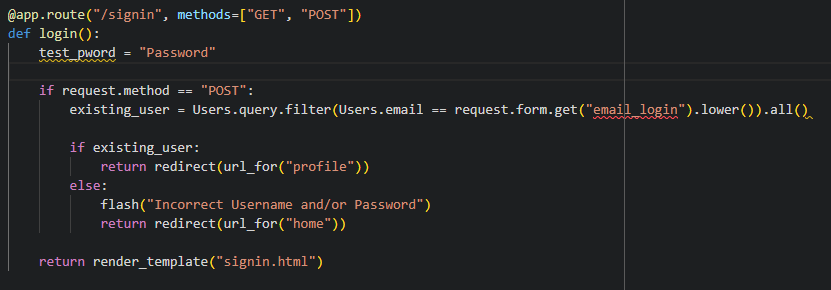 @app.route("/signin", methods=["GET", "POST"])
def login():
    test_pword = "Password"

    if request.method == "POST":
        existing_user = Users.query.filter(Users.email == request.form.get("email_login").lower()).all()

        if existing_user:
            return redirect(url_for("profile"))
        else:
            flash("Incorrect Username and/or Password")
            return redirect(url_for("home"))

    return render_template("signin.html")